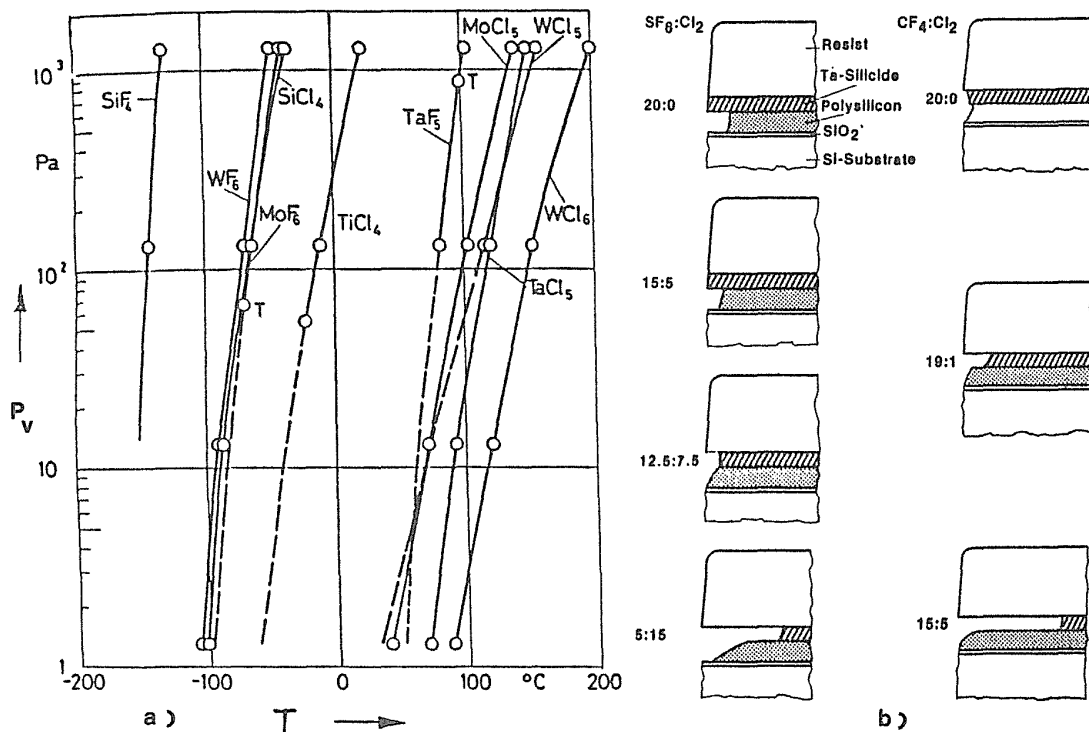 10³
Pa
10²
P_v
10
1
-200
-100
0
100
°C
200
a)
T
SiF₄
WF₆
SiCl₄
MoF₆
T
TiCl₄
TaF₅
T
MoCl₅
WCl₅
WCl₆
TaCl₅
SF₆:Cl₂
20:0
Resist
Ta-Silicide
Polysilicon
SiO₂
Si-Substrate
15:5
12.5:7.5
5:15
CF₄:Cl₂
20:0
19:1
15:5
b)